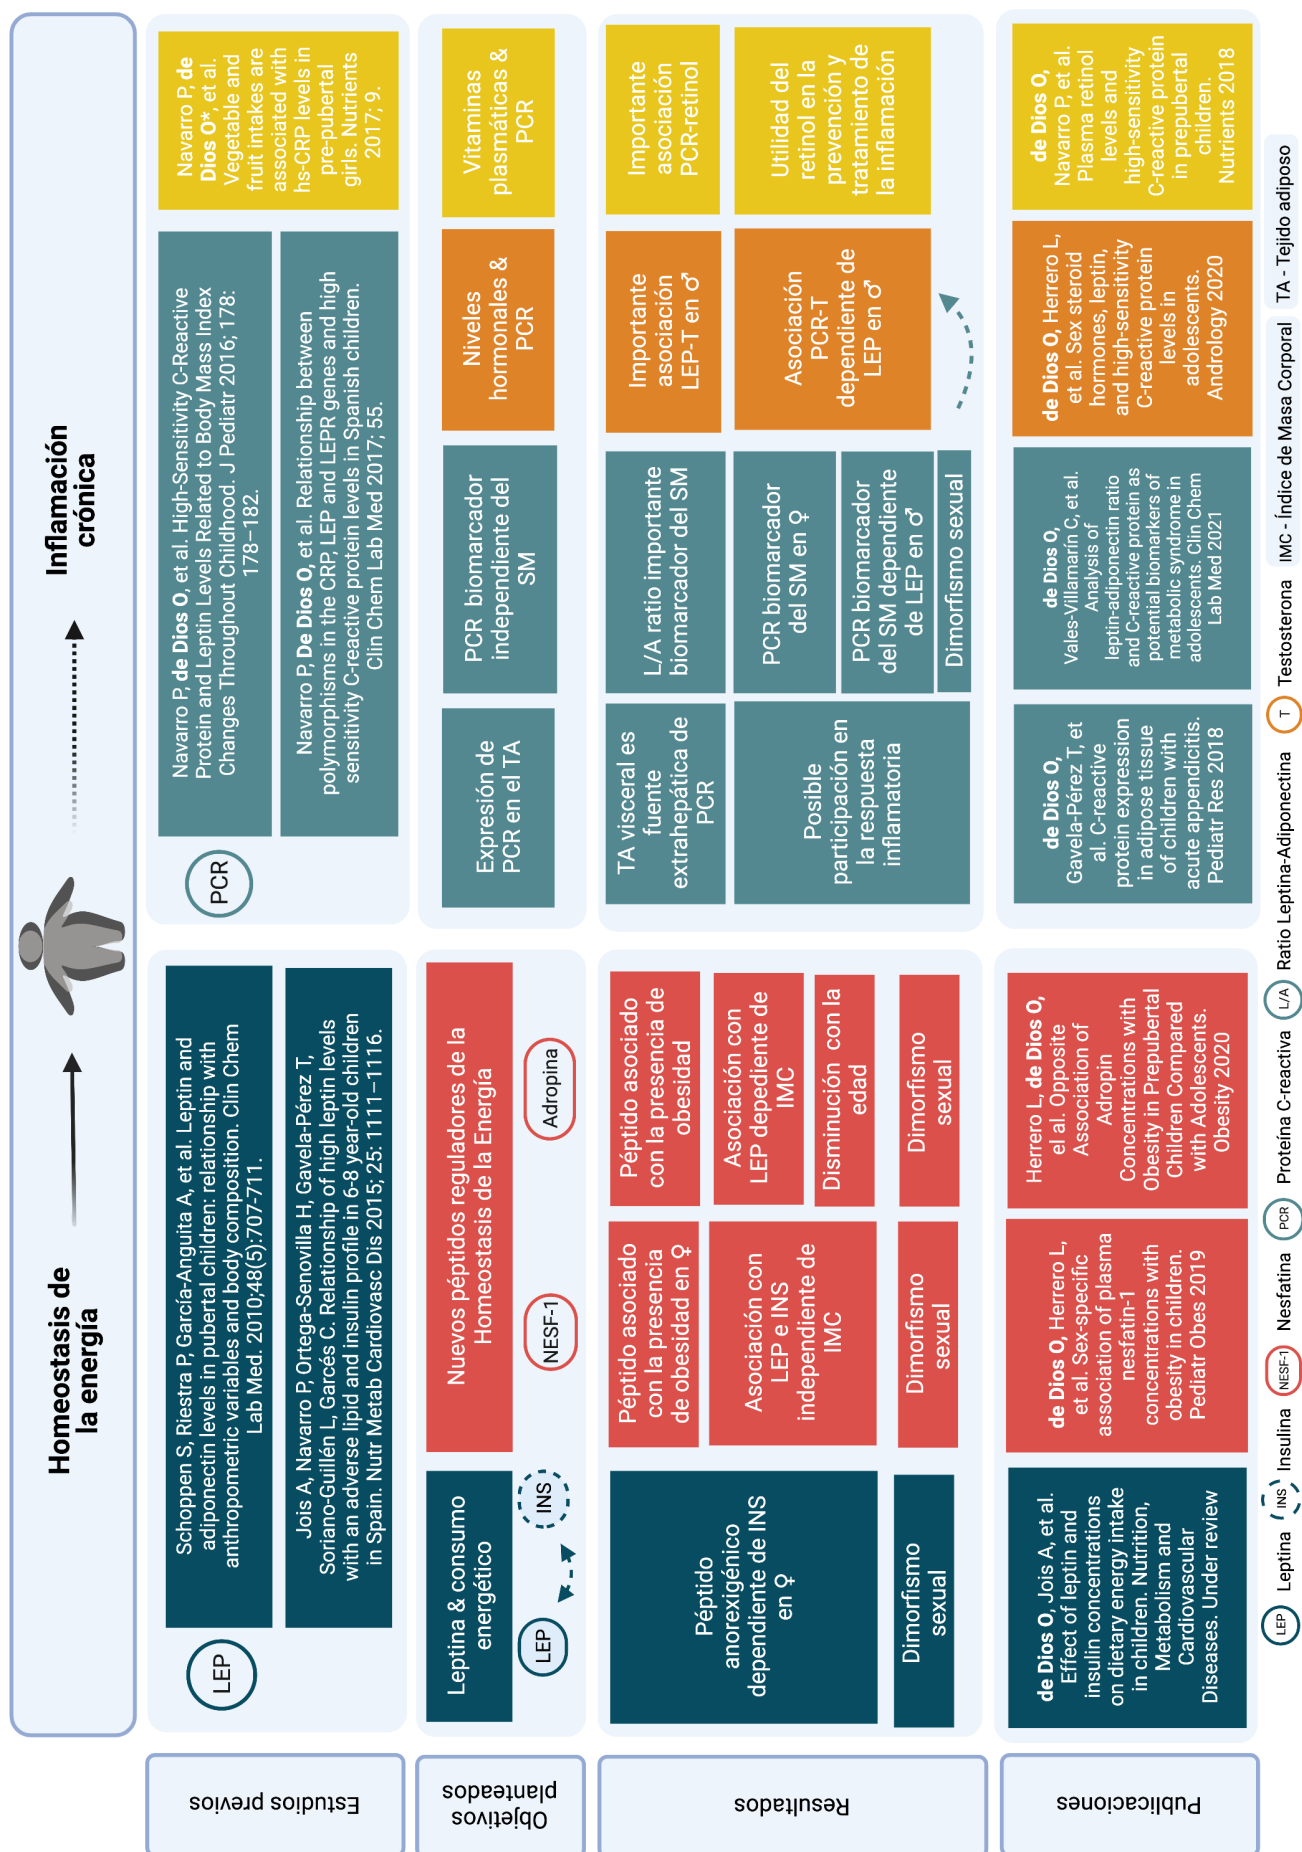 Homeostasis de
la energía
Inflamación
crónica
Estudios previos
LEP
Schoppen S, Riestra P, García-Anguita A, et al. Leptin and
adiponectin levels in pubertal children: relationship with
anthropometric variables and body composition. Clin Chem
Lab Med. 2010;48(5):707-711.
Jois A, Navarro P, Ortega-Senovilla H, Gavela-Pérez T,
Soriano-Guillén L, Garcés C. Relationship of high leptin levels
with an adverse lipid and insulin profile in 6-8 year-old children
in Spain. Nutr Metab Cardiovasc Dis 2015; 25: 1111–1116.
PCR
Navarro P, de Dios O, et al. High-Sensitivity C-Reactive
Protein and Leptin Levels Related to Body Mass Index
Changes Throughout Childhood. J Pediatr 2016; 178:
178–182.
Navarro P, De Dios O, et al. Relationship between
polymorphisms in the CRP, LEP and LEPR genes and high
sensitivity C-reactive protein levels in Spanish children.
Clin Chem Lab Med 2017; 55.
Navarro P, de
Dios O*, et al.
Vegetable and
fruit intakes are
associated with
hs-CRP levels in
pre-pubertal
girls. Nutrients
2017; 9.
Objetivos
planteados
Leptina & consumo
energético
LEP
INS
Nuevos péptidos reguladores de la
Homeostasis de la Energía
NESF-1
Adropina
Expresión de
PCR en el TA
PCR biomarcador
independiente del
SM
Niveles
hormonales &
PCR
Vitaminas
plasmáticas &
PCR
Resultados
Péptido
anorexigénico
dependiente de INS
en ♀
Dimorfismo
sexual
Péptido asociado
con la presencia
de obesidad en ♀
Asociación con
LEP e INS
independiente de
IMC
Dimorfismo
sexual
Péptido asociado
con la presencia de
obesidad
Asociación con
LEP depediente de
IMC
Disminución con la
edad
Dimorfismo
sexual
TA visceral es
fuente
extrahepática de
PCR
Posible
participación en
la respuesta
inflamatoria
L/A ratio importante
biomarcador del SM
PCR biomarcador
del SM en ♀
PCR biomarcador
del SM dependiente
de LEP en ♂
Dimorfismo sexual
Importante
asociación
LEP-T en ♂
Asociación
PCR-T
dependiente de
LEP en ♂
Importante
asociación
PCR-retinol
Utilidad del
retinol en la
prevención y
tratamiento de
la inflamación
Publicaciones
de Dios O, Jois A, et al.
Effect of leptin and
insulin concentrations
on dietary energy intake
in children. Nutrition,
Metabolism and
Cardiovascular
Diseases. Under review
de Dios O, Herrero L,
et al. Sex-specific
association of plasma
nesfatin-1
concentrations with
obesity in children.
Pediatr Obes 2019
Herrero L, de Dios O,
el al. Opposite
Association of
Adropin
Concentrations with
Obesity in Prepubertal
Children Compared
with Adolescents.
Obesity 2020
de Dios O,
Gavela-Pérez T, et
al. C-reactive
protein expression
in adipose tissue
of children with
acute appendicitis.
Pediatr Res 2018
de Dios O,
Vales-Villamarín C, et al.
Analysis of
leptin-adiponectin ratio
and C-reactive protein as
potential biomarkers of
metabolic syndrome in
adolescents. Clin Chem
Lab Med 2021
de Dios O, Herrero L,
et al. Sex steroid
hormones, leptin,
and high-sensitivity
C-reactive protein
levels in
adolescents.
Andrology 2020
de Dios O,
Navarro P, et al.
Plasma retinol
levels and
high-sensitivity
C-reactive protein
in prepubertal
children.
Nutrients 2018
LEP Leptina INS Insulina NESF-1 Nesfatina PCR Proteína C-reactiva L/A Ratio Leptina-Adiponectina T Testosterona IMC - Índice de Masa Corporal TA - Tejido adiposo